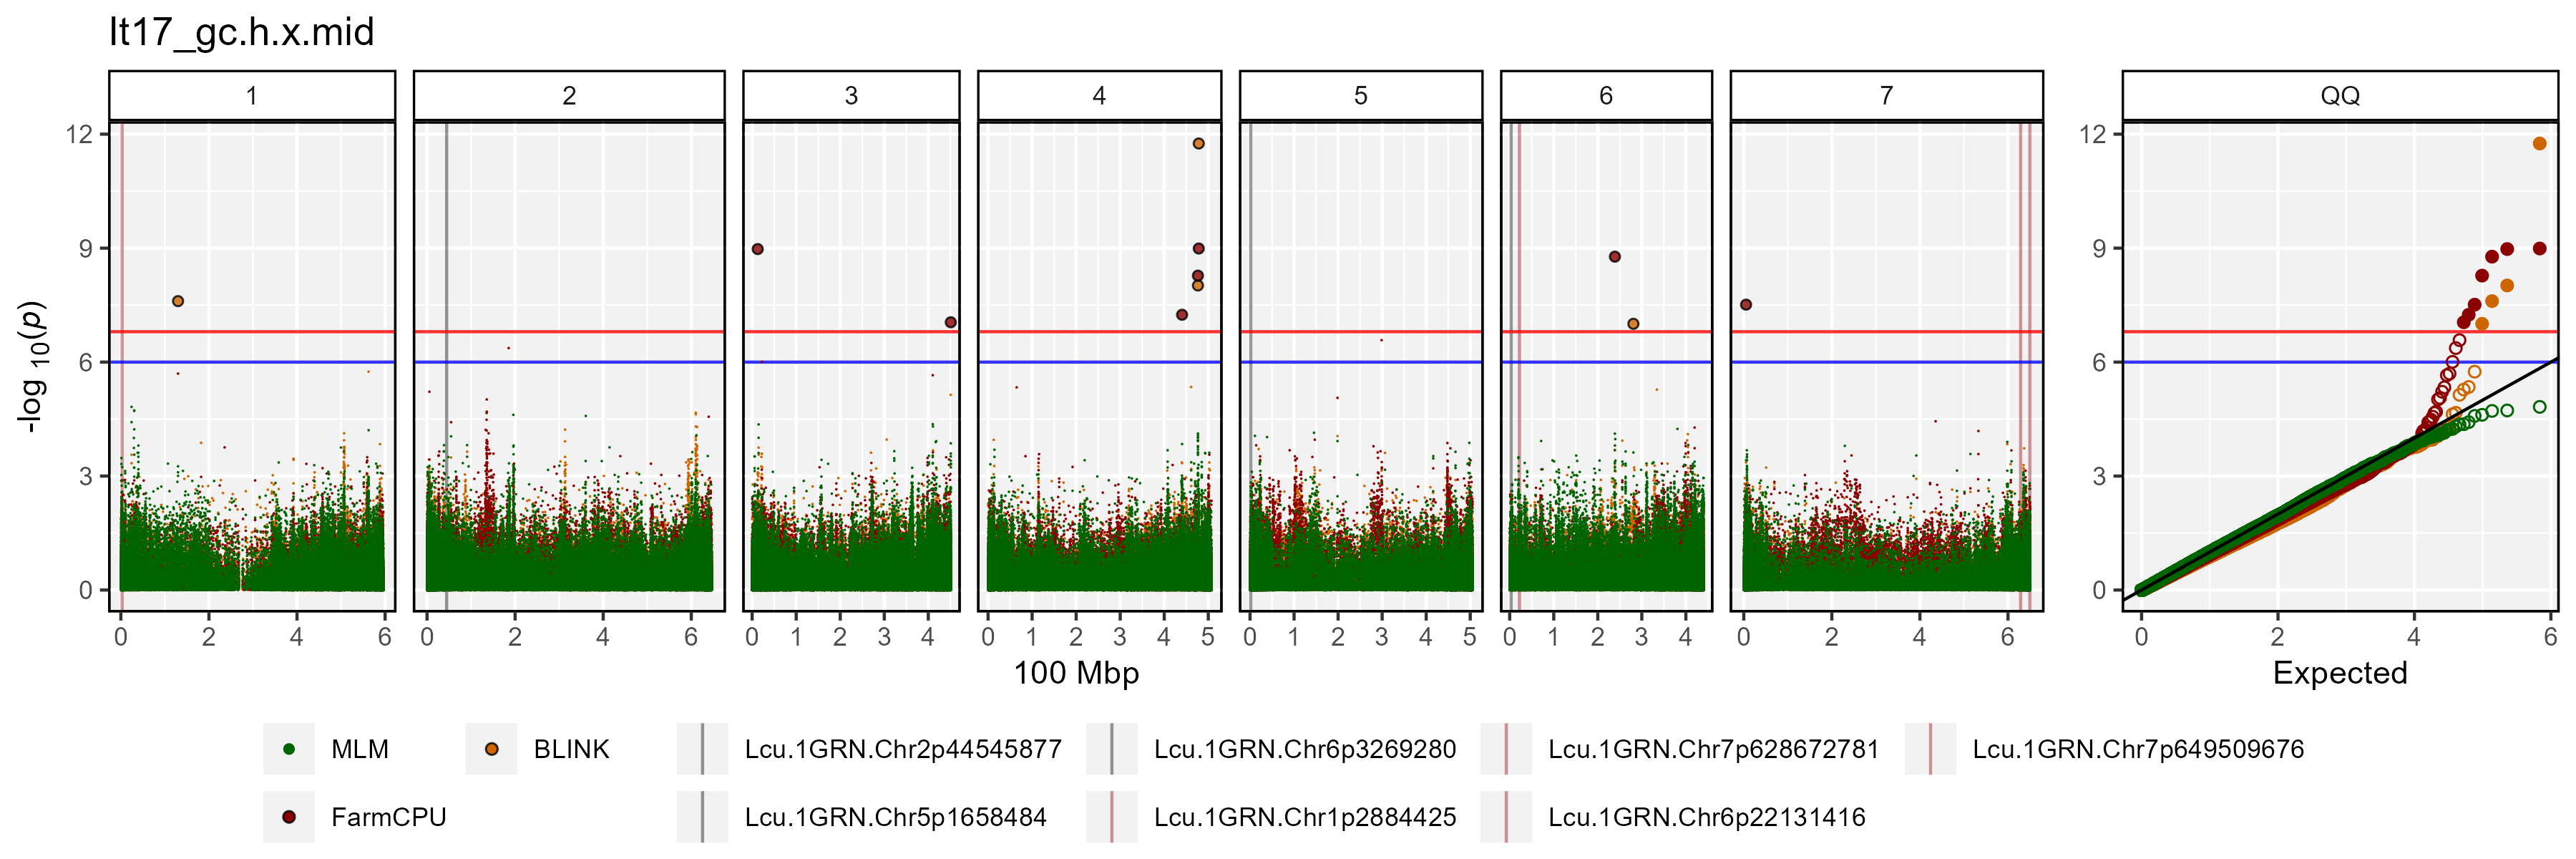 It17_gc.h.x.mid
1 2 3 4 5 6 7 QQ
12 12
9 9
6 6
3 3
0 0
-log 10(p)
0 2 4 6 0 2 4 6 0 1 2 3 4 0 1 2 3 4 5 0 1 2 3 4 5 0 1 2 3 4 0 2 4 6 0 2 4 6
100 Mbp Expected
MLM BLINK Lcu.1GRN.Chr2p44545877 Lcu.1GRN.Chr6p3269280 Lcu.1GRN.Chr7p628672781 Lcu.1GRN.Chr7p649509676
FarmCPU Lcu.1GRN.Chr5p1658484 Lcu.1GRN.Chr1p2884425 Lcu.1GRN.Chr6p22131416